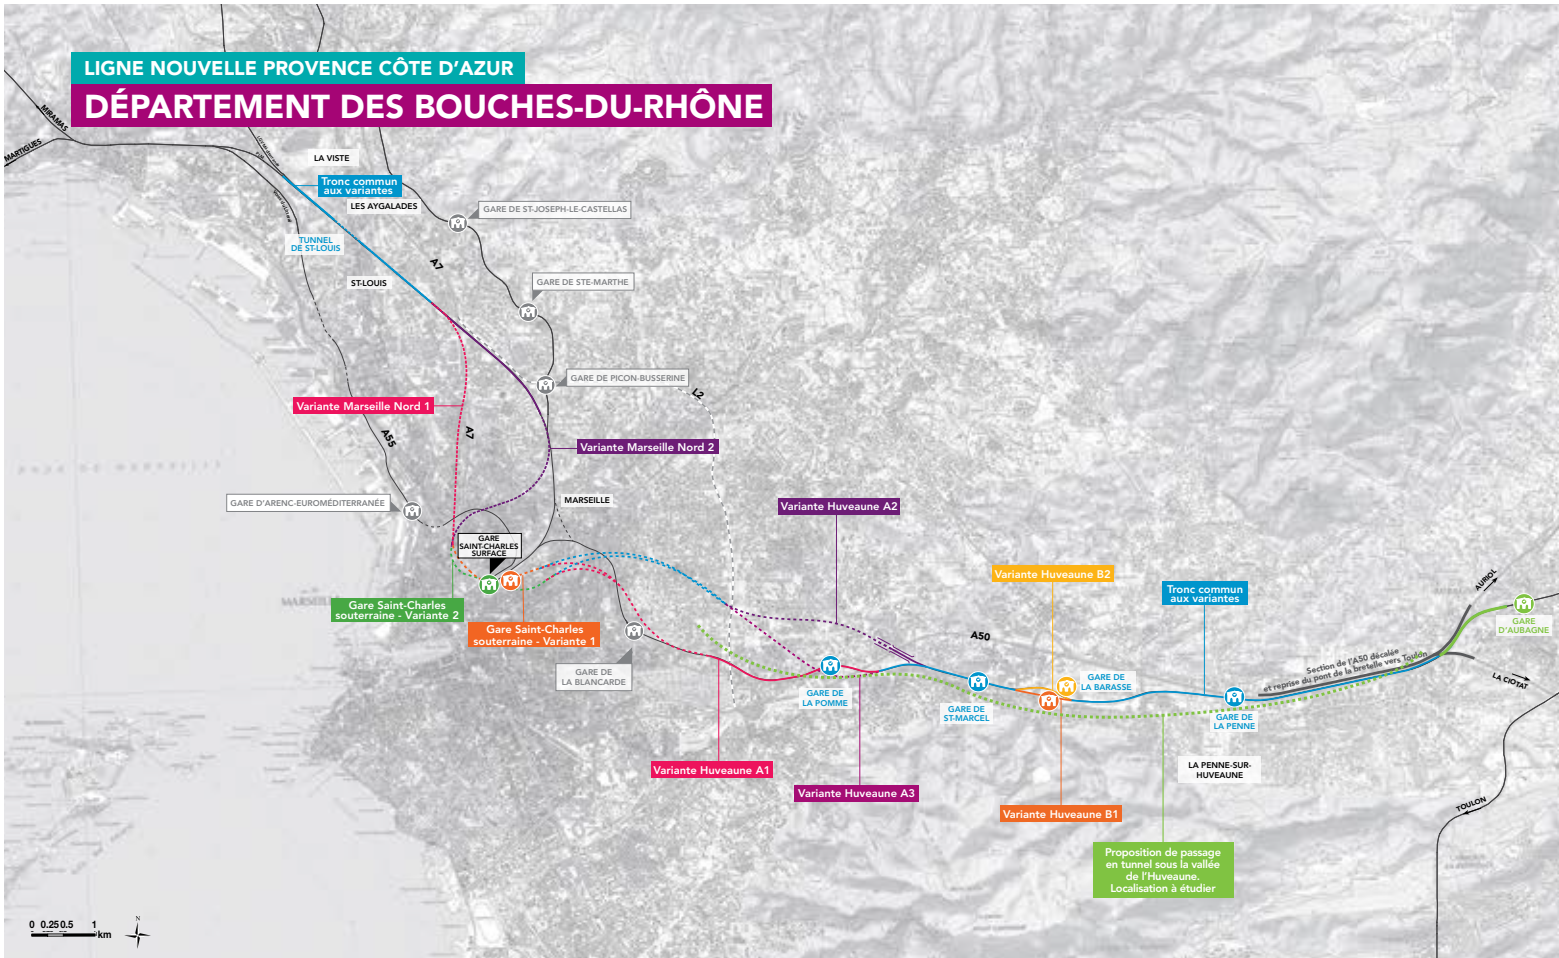 LIGNE NOUVELLE PROVENCE CÔTE D'AZUR
DÉPARTEMENT DES BOUCHES-DU-RHÔNE
MIRAMAS
MARTIGUES
LA VISTE
Tronc commun
aux variantes
LES AYGALADES
GARE DE ST-JOSEPH-LE-CASTELLAS
TUNNEL
DE ST-LOUIS
A7
ST-LOUIS
GARE DE STE-MARTHE
GARE DE PICON-BUSSERINE
L2
Variante Marseille Nord 1
A7
A55
Variante Marseille Nord 2
GARE D'ARENC-EUROMÉDITERRANÉE
MARSEILLE
Variante Huveaune A2
GARE
SAINT-CHARLES
SURFACE
Variante Huveaune B2
Tronc commun
aux variantes
AURIOL
MARSEILLE
Gare Saint-Charles
souterraine - Variante 2
Gare Saint-Charles
souterraine - Variante 1
A50
GARE
D'AUBAGNE
GARE DE
LA BLANCARDE
GARE DE
LA POMME
GARE DE
ST-MARCEL
GARE DE
LA BARASSE
Section de l'A50 décalée
et reprise du pont de la bretelle vers Toulon
LA CIOTAT
GARE DE
LA PENNE
Variante Huveaune A1
Variante Huveaune A3
LA PENNE-SUR-
HUVEAUNE
Variante Huveaune B1
TOULON
Proposition de passage
en tunnel sous la vallée
de l'Huveaune.
Localisation à étudier
0 0.25 0.5 1
km
N